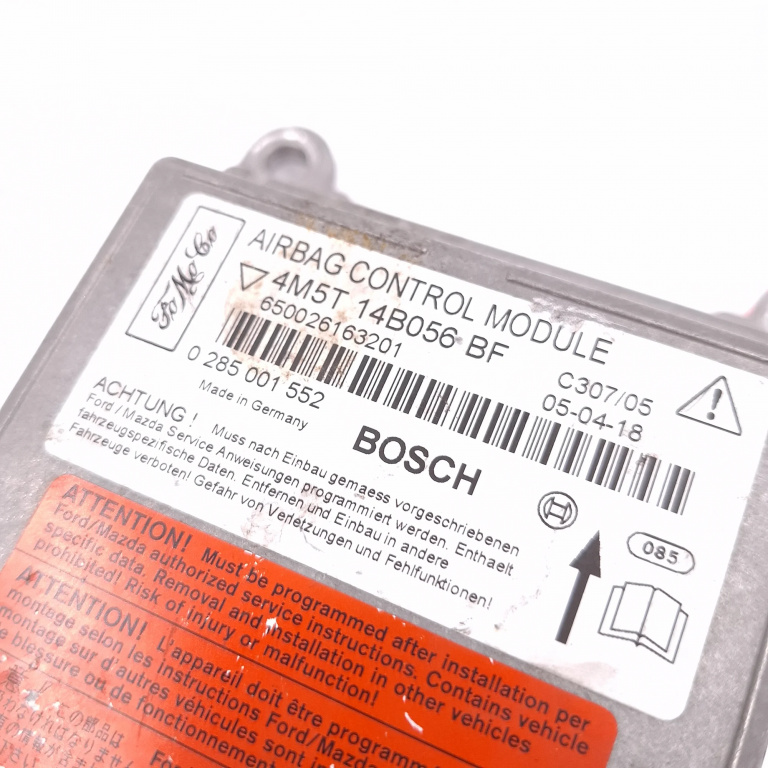 FoMoCo
AIRBAG CONTROL MODULE
4M5T 14B056 BF
650026163201
C307/05
05-04-18
0 285 001 552
Made in Germany
BOSCH
ACHTUNG ! Muss nach Einbau gemaess vorgeschriebenen
Ford / Mazda Service Anweisungen programmiert werden. Enthaelt
fahrzeugspezifische Daten. Entfernen und Einbau in andere
Fahrzeuge verboten! Gefahr von Verletzungen und Fehlfunktionen!
085
ATTENTION! Must be programmed after installation per
Ford/Mazda authorized service instructions. Contains vehicle
specific data. Removal and installation in other vehicles
prohibited! Risk of injury or malfunction!
ATTENTION! L'appareil doit être programmé
montage selon les instructions Ford/Mazda
montage sur d'autres véhicules sont in
blessure ou de fonctionnement